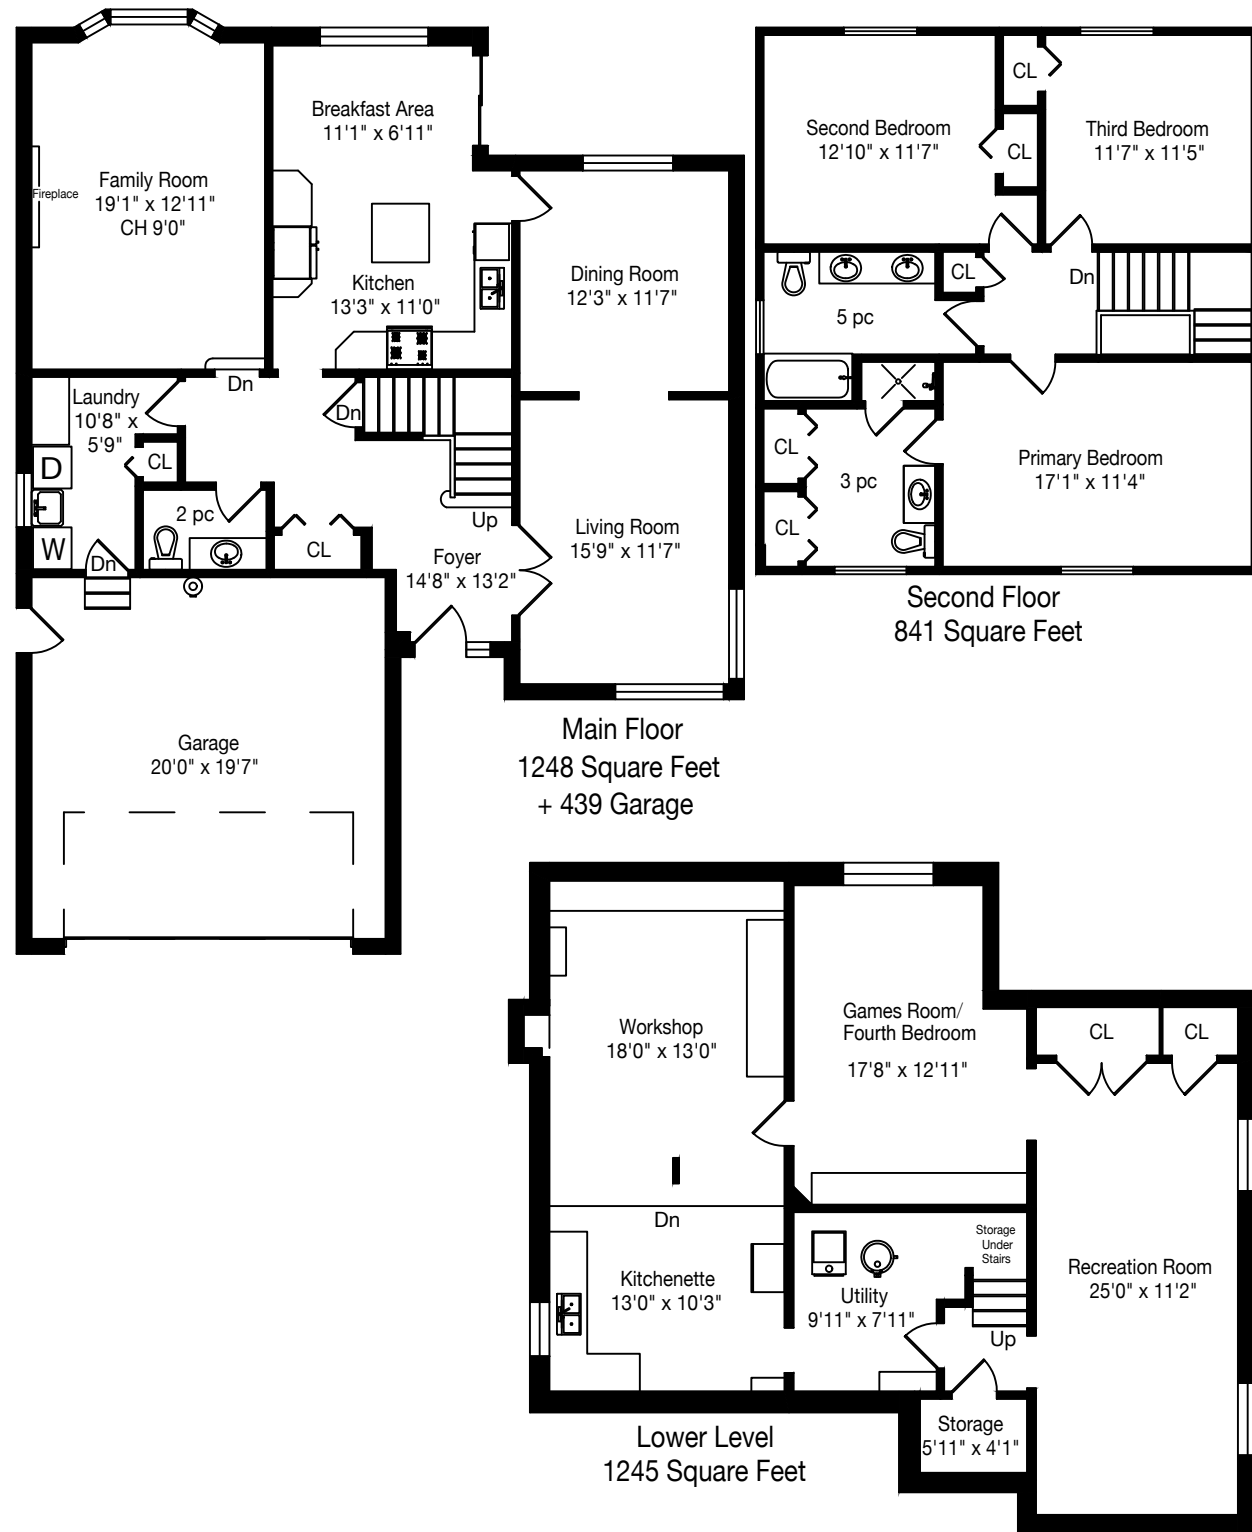 Breakfast Area
11'1" x 6'11"
Family Room
19'1" x 12'11"
CH 9'0"
Fireplace
Kitchen
13'3" x 11'0"
Dining Room
12'3" x 11'7"
Dn
Laundry
10'8" x
5'9"
Dn
D
CL
W
2 pc
Dn
CL
Up
Foyer
14'8" x 13'2"
Living Room
15'9" x 11'7"
Garage
20'0" x 19'7"
Main Floor
1248 Square Feet
+ 439 Garage
Second Bedroom
12'10" x 11'7"
CL
CL
Third Bedroom
11'7" x 11'5"
CL
Dn
5 pc
CL
3 pc
CL
Primary Bedroom
17'1" x 11'4"
Second Floor
841 Square Feet
Workshop
18'0" x 13'0"
Games Room/
Fourth Bedroom
17'8" x 12'11"
CL
CL
Dn
Kitchenette
13'0" x 10'3"
Storage
Under
Stairs
Utility
9'11" x 7'11"
Up
Recreation Room
25'0" x 11'2"
Storage
5'11" x 4'1"
Lower Level
1245 Square Feet